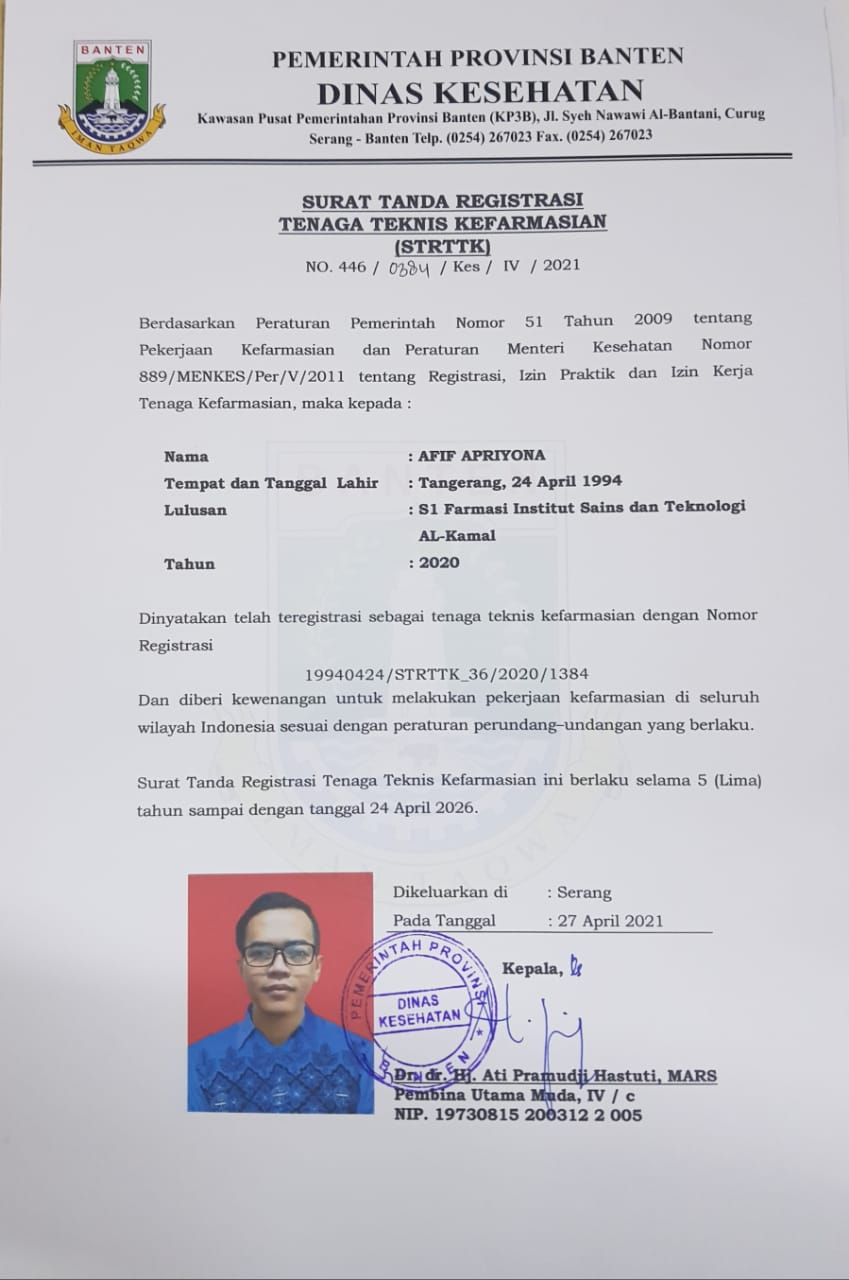 BANTEN
IMAN TAQWA
PEMERINTAH PROVINSI BANTEN
DINAS KESEHATAN
Kawasan Pusat Pemerintahan Provinsi Banten (KP3B), Jl. Syeh Nawawi Al-Bantani, Curug
Serang - Banten Telp. (0254) 267023 Fax. (0254) 267023
SURAT TANDA REGISTRASI
TENAGA TEKNIS KEFARMASIAN
(STRTTK)
NO. 446 / 0384 / Kes / IV / 2021
Berdasarkan Peraturan Pemerintah Nomor 51 Tahun 2009 tentang
Pekerjaan Kefarmasian dan Peraturan Menteri Kesehatan Nomor
889/MENKES/Per/V/2011 tentang Registrasi, Izin Praktik dan Izin Kerja
Tenaga Kefarmasian, maka kepada :
Nama : AFIF APRIYONA
Tempat dan Tanggal Lahir : Tangerang, 24 April 1994
Lulusan : S1 Farmasi Institut Sains dan Teknologi
AL-Kamal
Tahun : 2020
Dinyatakan telah teregistrasi sebagai tenaga teknis kefarmasian dengan Nomor
Registrasi
19940424/STRTTK_36/2020/1384
Dan diberi kewenangan untuk melakukan pekerjaan kefarmasian di seluruh
wilayah Indonesia sesuai dengan peraturan perundang–undangan yang berlaku.
Surat Tanda Registrasi Tenaga Teknis Kefarmasian ini berlaku selama 5 (Lima)
tahun sampai dengan tanggal 24 April 2026.
Dikeluarkan di : Serang
Pada Tanggal : 27 April 2021
Kepala,
PEMERINTAH PROVINSI
DINAS
KESEHATAN
BANTEN
DR. dr. Hj. Ati Pramudji Hastuti, MARS
Pembina Utama Muda, IV / c
NIP. 19730815 200312 2 005